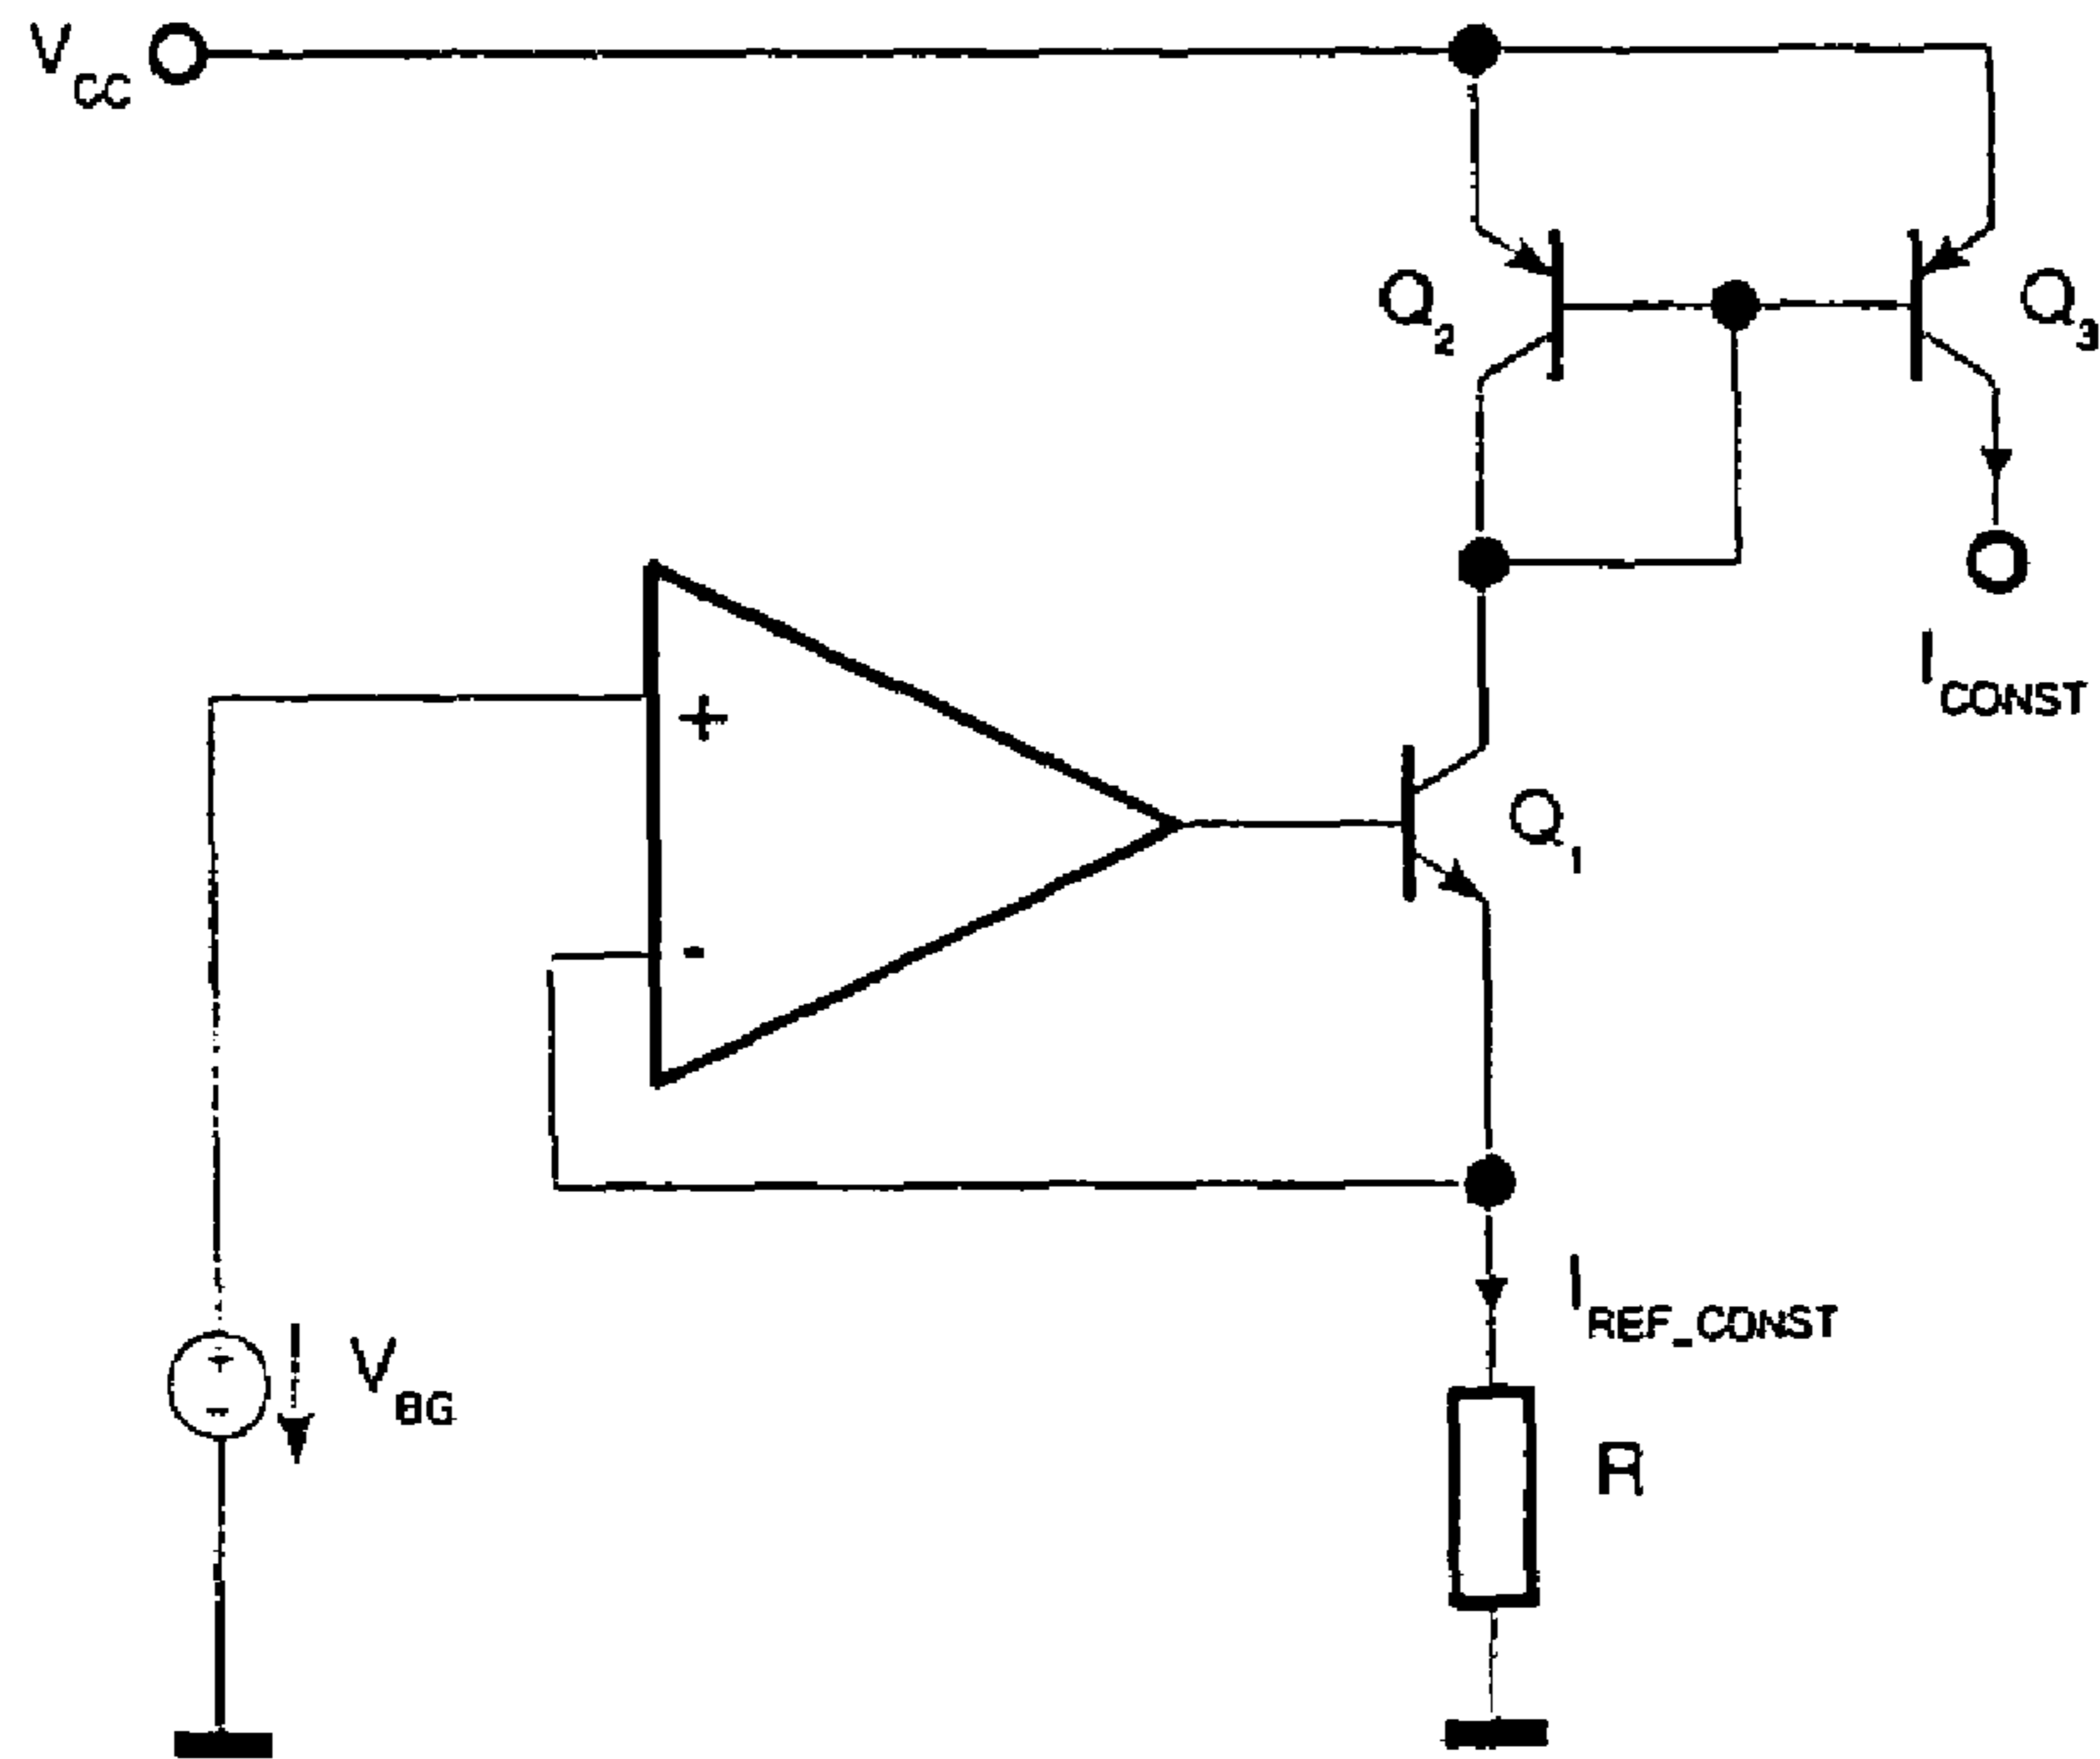 VCC
Q2
Q3
ICONST
+
Q1
-
IREF_CONST
VBG
R